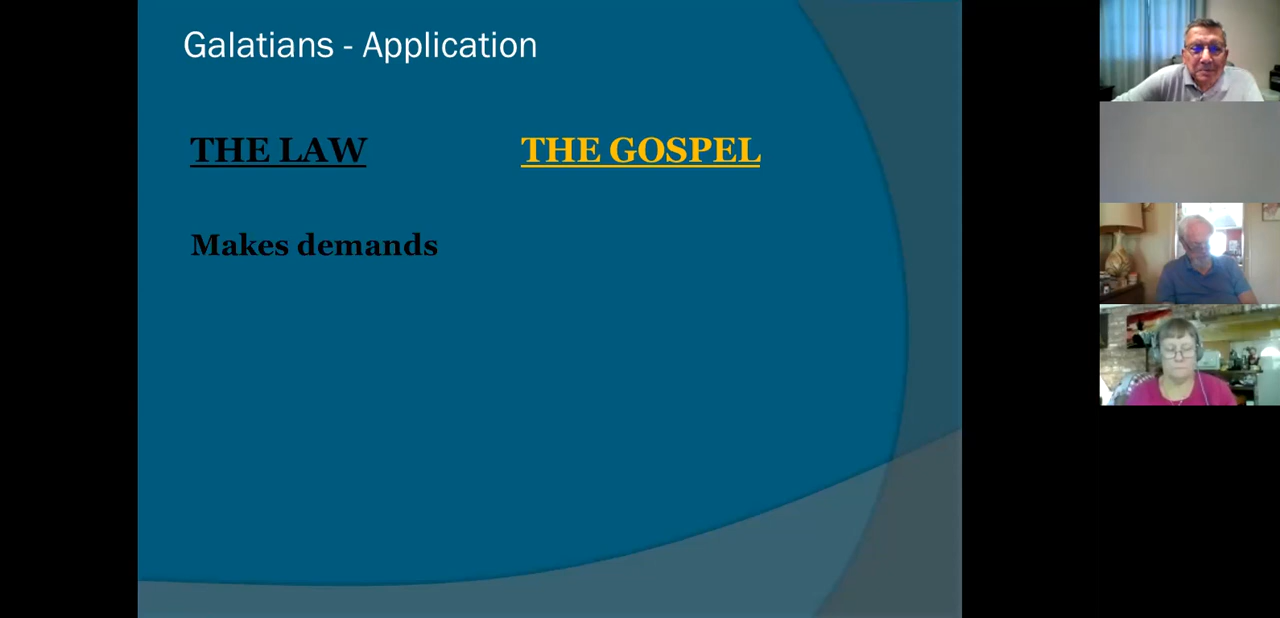 Galatians - Application
THE LAW
THE GOSPEL
Makes demands